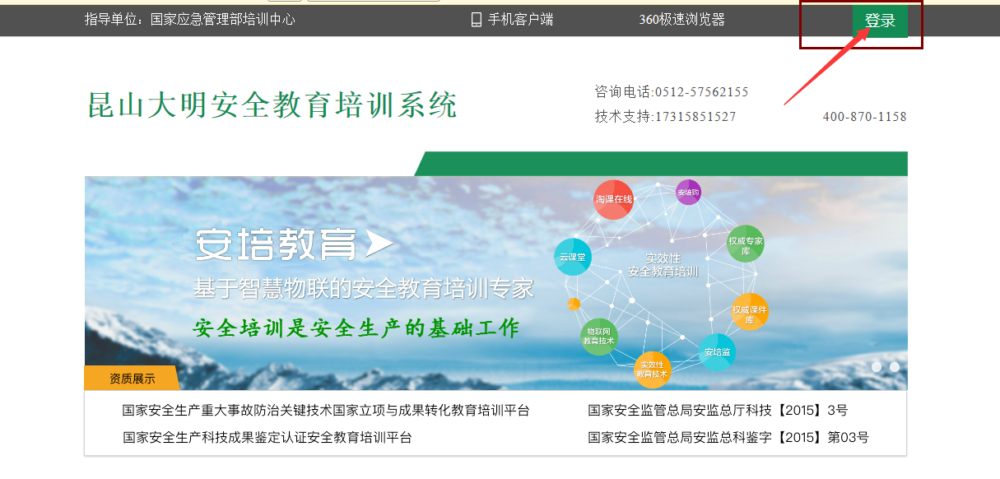 指导单位：国家应急管理部培训中心 手机客户端 360极速浏览器 登录
昆山大明安全教育培训系统
咨询电话:0512-57562155
技术支持:17315851527 400-870-1158
淘课在线
安培购
安培教育
云课堂
权威专家
库
实效性
安全教育培训
基于智慧物联的安全教育培训专家
安全培训是安全生产的基础工作
权威课件
库
物联网
教育技术
安培监
实效性
教育技术
资质展示
国家安全生产重大事故防治关键技术国家立项与成果转化教育培训平台 国家安全监管总局安监总厅科技【2015】3号
国家安全生产科技成果鉴定认证安全教育培训平台 国家安全监管总局安监总科鉴字【2015】第03号